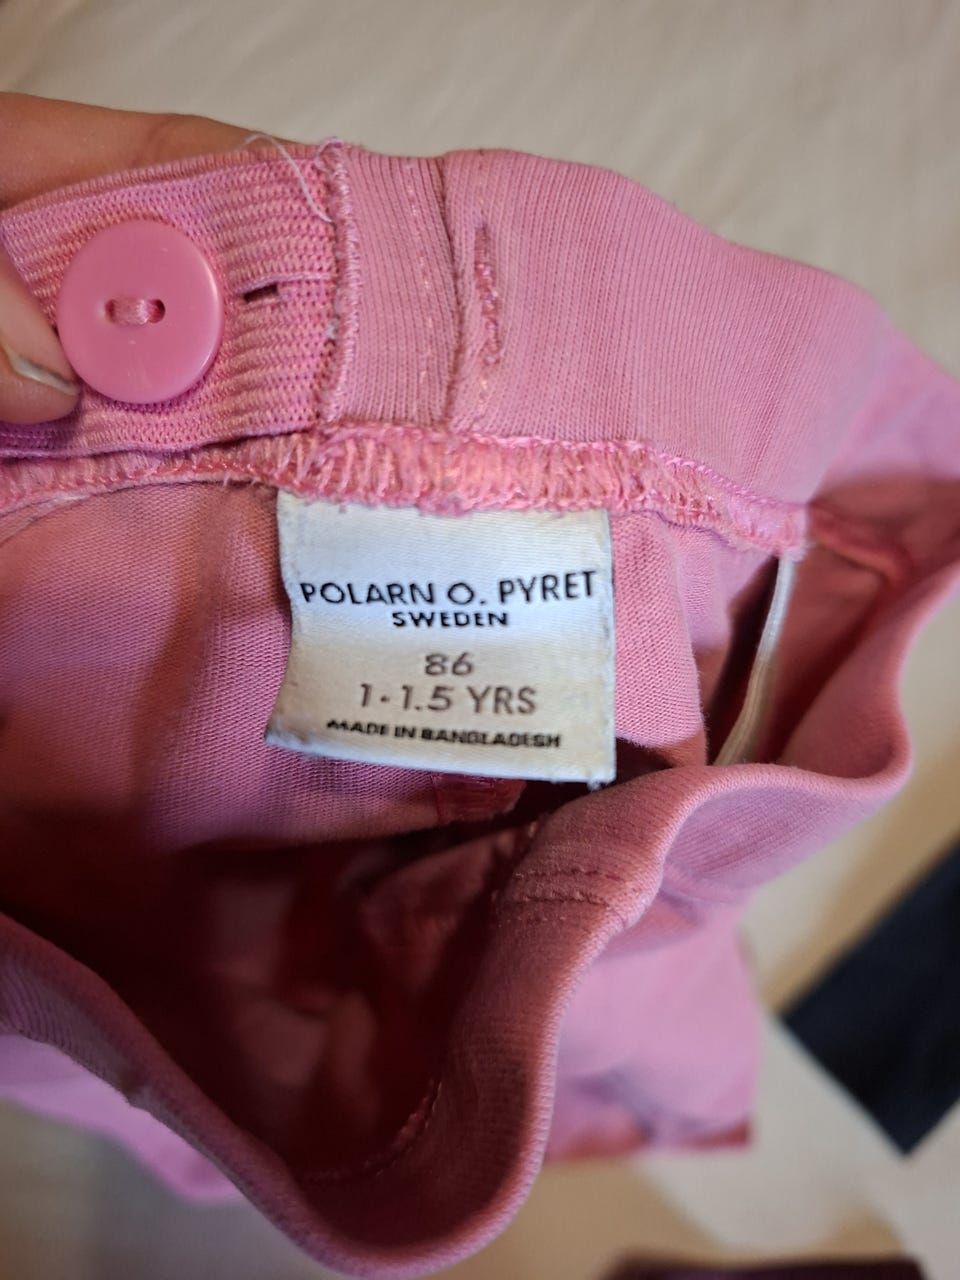 POLARN O. PYRET
SWEDEN
86
1-1.5 YRS
MADE IN BANGLADESH